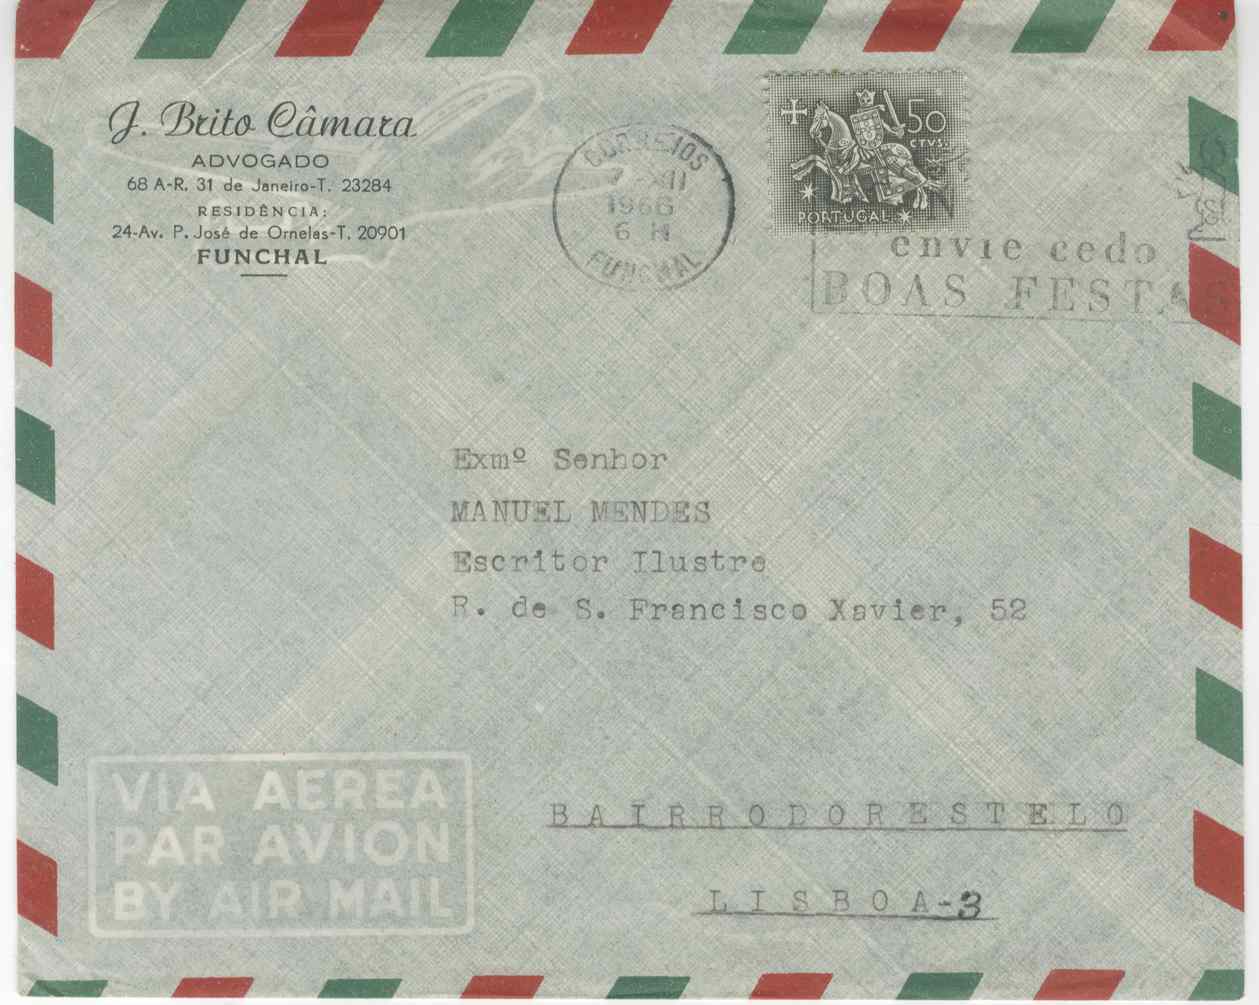 J. Brito Câmara
ADVOGADO
68 A-R. 31 de Janeiro-T. 23284
RESIDÊNCIA:
24-Av. P. José de Ornelas-T. 20901
FUNCHAL
CORREIOS
XII
1966
6 H
FUNCHAL
50
CTVS.
PORTUGAL
envie cedo
BOAS FESTAS
Exmº Senhor
MANUEL MENDES
Escritor Ilustre
R. de S. Francisco Xavier, 52
BAIRRODORESTELO
LISBOA-3
VIA AEREA
PAR AVION
BY AIR MAIL